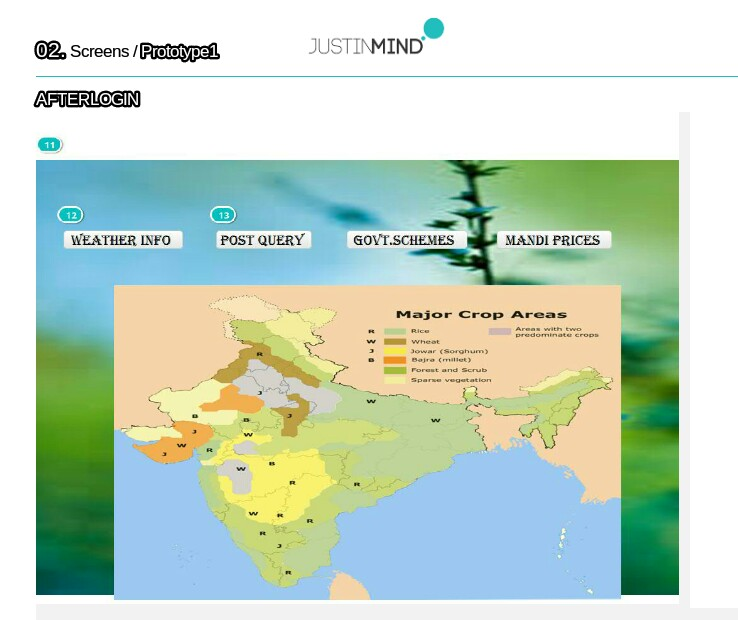 JUSTINMIND
02. Screens / Prototype1
AFTERLOGIN
11
12
13
WEATHER INFO
POST QUERY
GOVT.SCHEMES
MANDI PRICES
Major Crop Areas
R Rice
W Wheat
J Jowar (Sorghum)
B Bajra (millet)
Forest and Scrub
Sparse vegetation
Areas with two
predominate crops
R
J
J
W
W
B
B
J
W
W
R
J
W
B
R
R
W
R
R
R
J
R